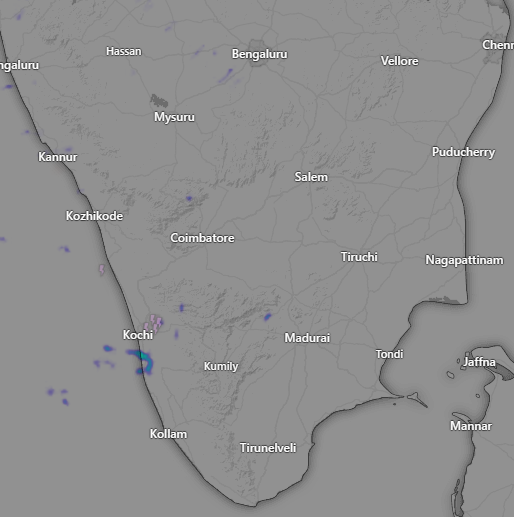 Hassan
Bengaluru
Chenn
ngaluru
Vellore
Mysuru
Kannur
Puducherry
Salem
Kozhikode
Coimbatore
Tiruchi
Nagapattinam
Kochi
Madurai
Tondi
Kumily
Jaffna
Mannar
Kollam
Tirunelveli